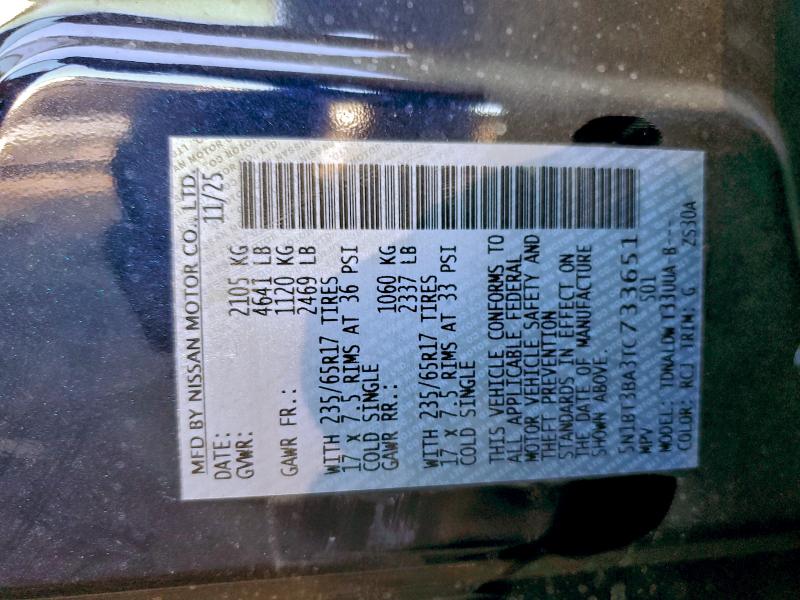 MFD BY NISSAN MOTOR CO., LTD.
DATE: 11/25
GVWR: 2105 KG
4641 LB
GAWR FR.: 1120 KG
2469 LB
WITH 235/65R17 TIRES
17 X 7.5 RIMS AT 36 PSI
COLD SINGLE
GAWR RR.: 1060 KG
2337 LB
WITH 235/65R17 TIRES
17 X 7.5 RIMS AT 33 PSI
COLD SINGLE
THIS VEHICLE CONFORMS TO
ALL APPLICABLE FEDERAL
MOTOR VEHICLE SAFETY AND
THEFT PREVENTION
STANDARDS IN EFFECT ON
THE DATE OF MANUFACTURE
SHOWN ABOVE.
5N1BT3BA3TC733651
MPV S01
MODEL: TDNALDW T33UUA B---
COLOR: RCJ TRIM: G ZS30A